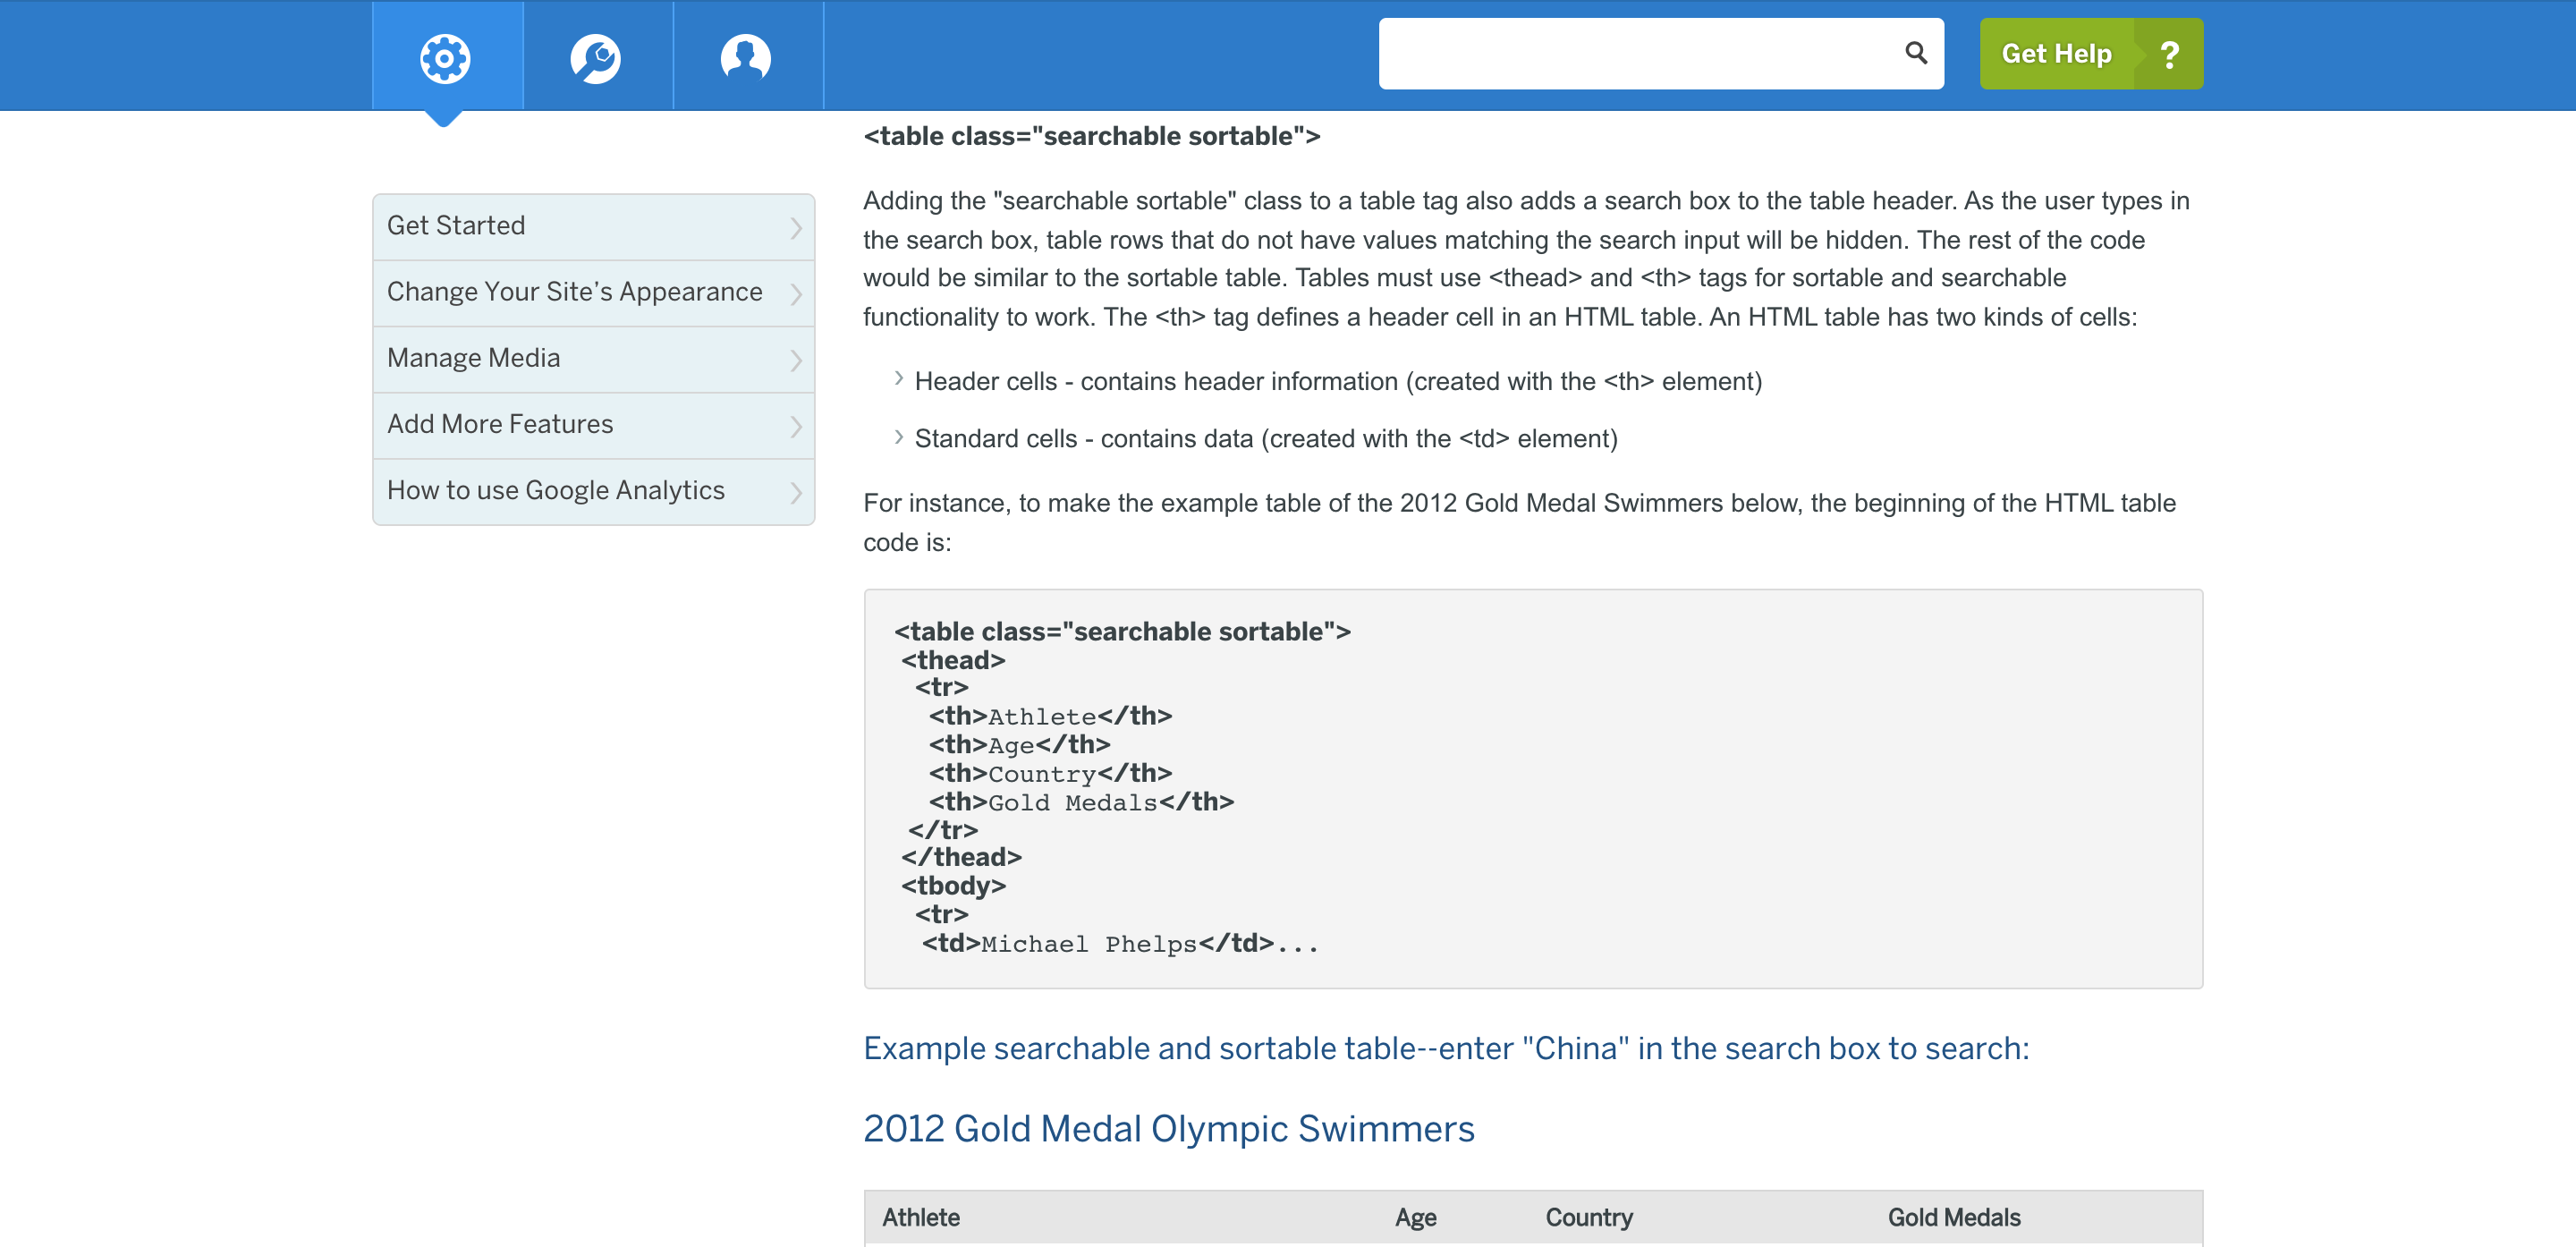 Get Help ?
<table class="searchable sortable">
Get Started
Change Your Site's Appearance
Manage Media
Add More Features
How to use Google Analytics
Adding the "searchable sortable" class to a table tag also adds a search box to the table header. As the user types in
the search box, table rows that do not have values matching the search input will be hidden. The rest of the code
would be similar to the sortable table. Tables must use <thead> and <th> tags for sortable and searchable
functionality to work. The <th> tag defines a header cell in an HTML table. An HTML table has two kinds of cells:
Header cells - contains header information (created with the <th> element)
Standard cells - contains data (created with the <td> element)
For instance, to make the example table of the 2012 Gold Medal Swimmers below, the beginning of the HTML table
code is:
<table class="searchable sortable">
<thead>
<tr>
<th>Athlete</th>
<th>Age</th>
<th>Country</th>
<th>Gold Medals</th>
</tr>
</thead>
<tbody>
<tr>
<td>Michael Phelps</td>...
Example searchable and sortable table--enter "China" in the search box to search:
2012 Gold Medal Olympic Swimmers
Athlete Age Country Gold Medals